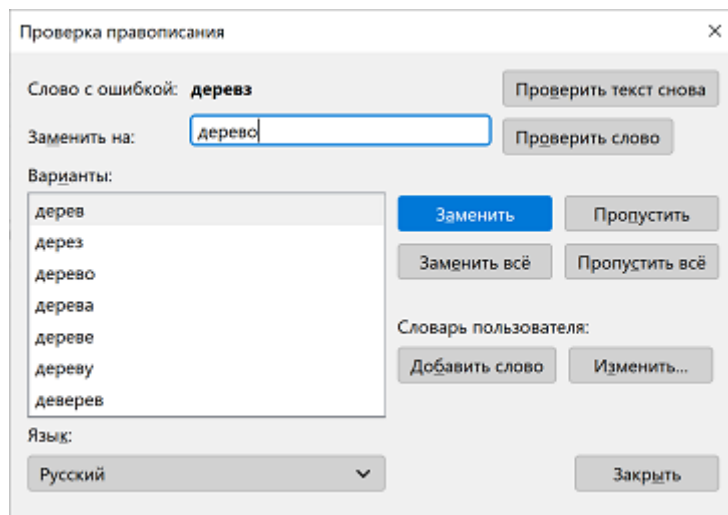 Проверка правописания
Слово с ошибкой: деревз
Проверить текст снова
Заменить на: дерево
Проверить слово
Варианты:
дерев
дерез
дерево
дерева
дереве
дереву
деверев
Заменить
Пропустить
Заменить всё
Пропустить всё
Словарь пользователя:
Добавить слово
Изменить...
Язык:
Русский
Закрыть